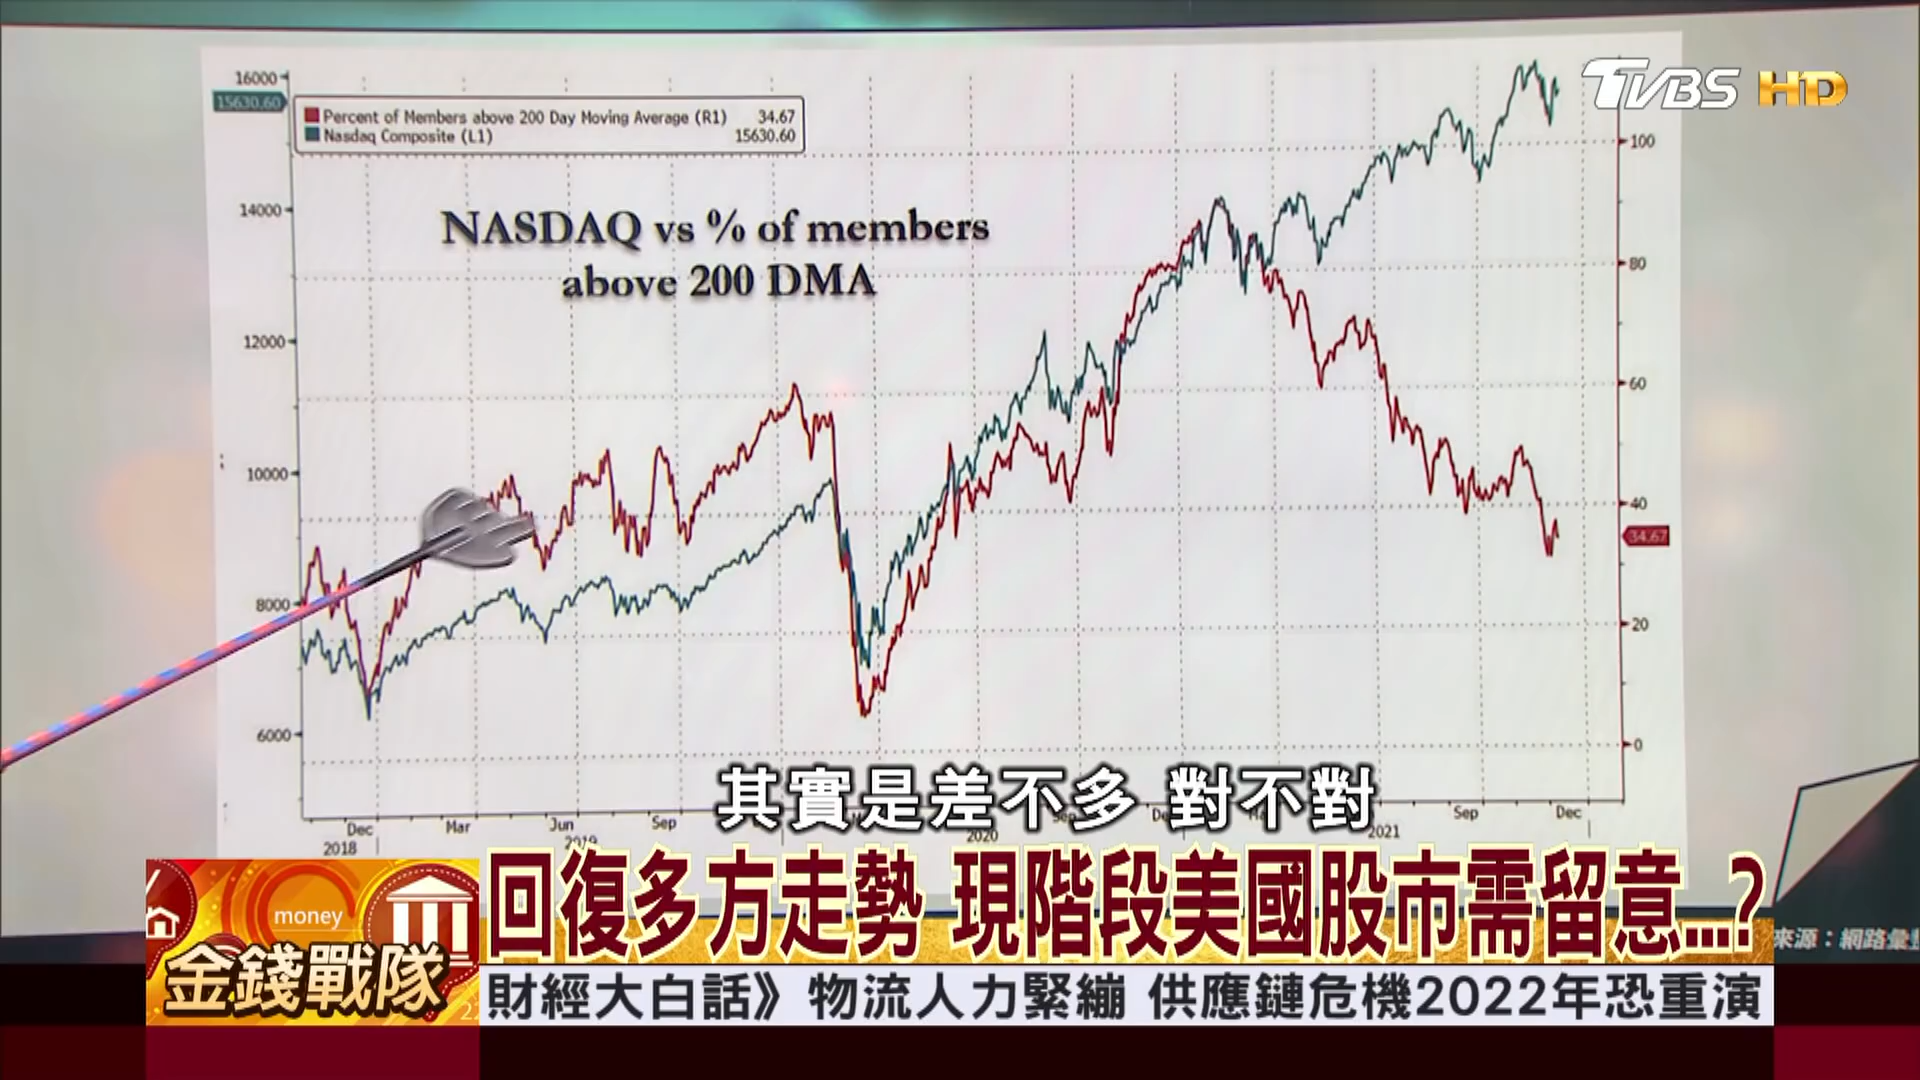 TVBS HD
16000
15630.60
Percent of Members above 200 Day Moving Average (R1) 34.67
Nasdaq Composite (L1) 15630.60
100
14000
NASDAQ vs % of members
above 200 DMA
80
12000
60
10000
40
34.67
8000
20
6000
0
其實是差不多 對不對
Dec Mar Jun Sep Sep Sep Dec
2018 2019 2020 2021
money
金錢戰隊
回復多方走勢 現階段美國股市需留意...?
來源：網路彙整
財經大白話》物流人力緊繃 供應鏈危機2022年恐重演